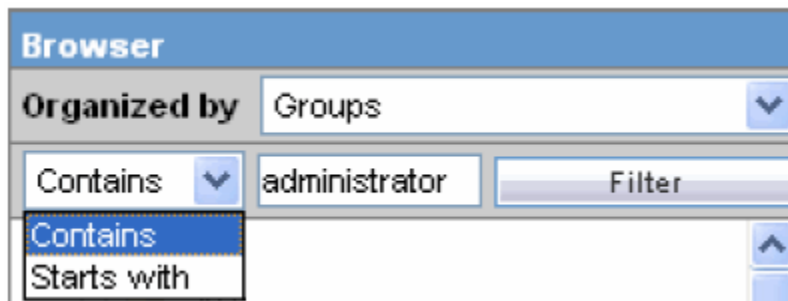 Browser
Organized by Groups
Contains administrator Filter
Contains
Starts with